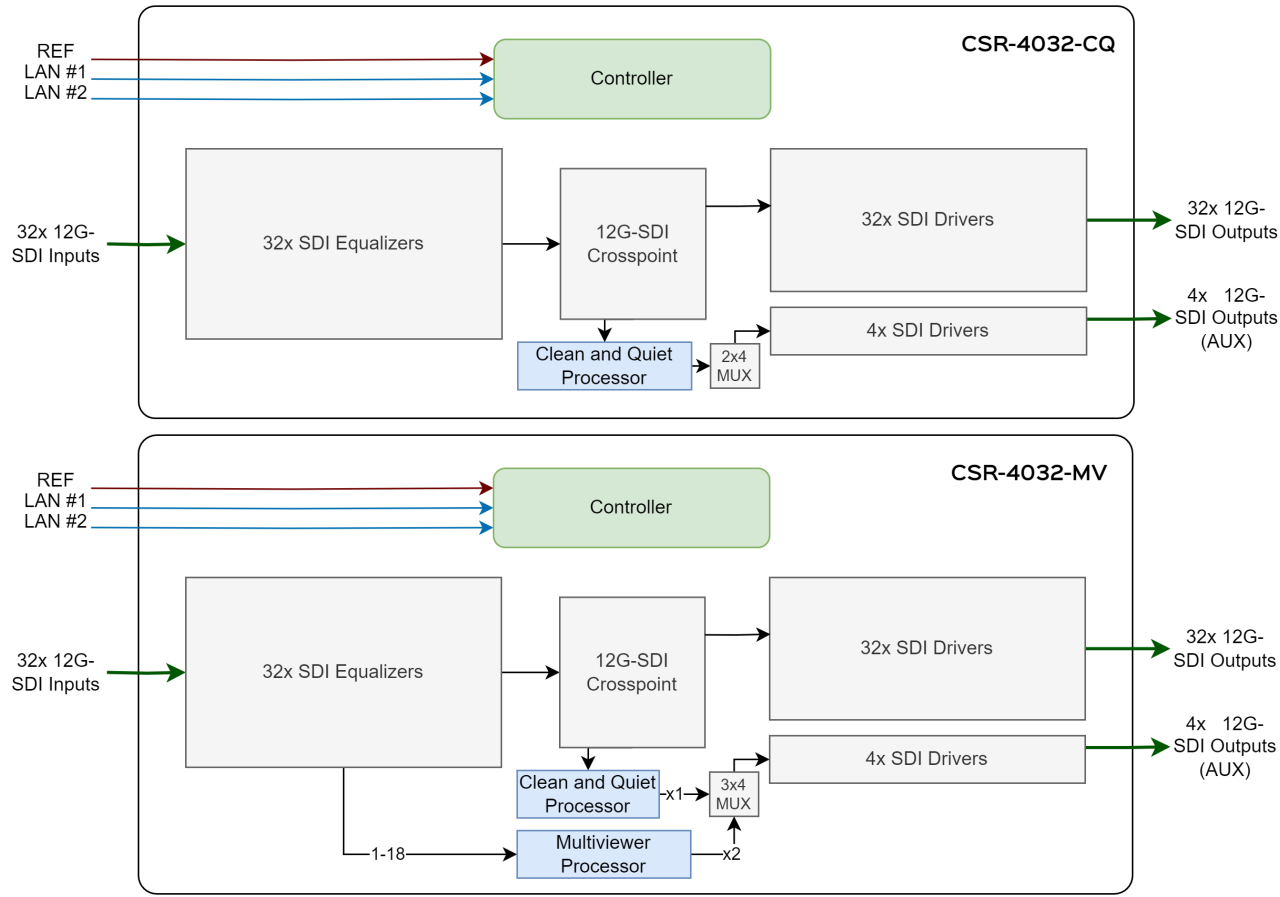 CSR-4032-CQ
REF
LAN #1
LAN #2
Controller
32x 12G-
SDI Inputs
32x SDI Equalizers
12G-SDI
Crosspoint
32x SDI Drivers
32x 12G-
SDI Outputs
4x 12G-
SDI Outputs
(AUX)
4x SDI Drivers
Clean and Quiet
Processor
2x4
MUX
CSR-4032-MV
REF
LAN #1
LAN #2
Controller
32x 12G-
SDI Inputs
32x SDI Equalizers
12G-SDI
Crosspoint
32x SDI Drivers
32x 12G-
SDI Outputs
4x 12G-
SDI Outputs
(AUX)
4x SDI Drivers
Clean and Quiet
Processor
x1
3x4
MUX
1-18
Multiviewer
Processor
x2